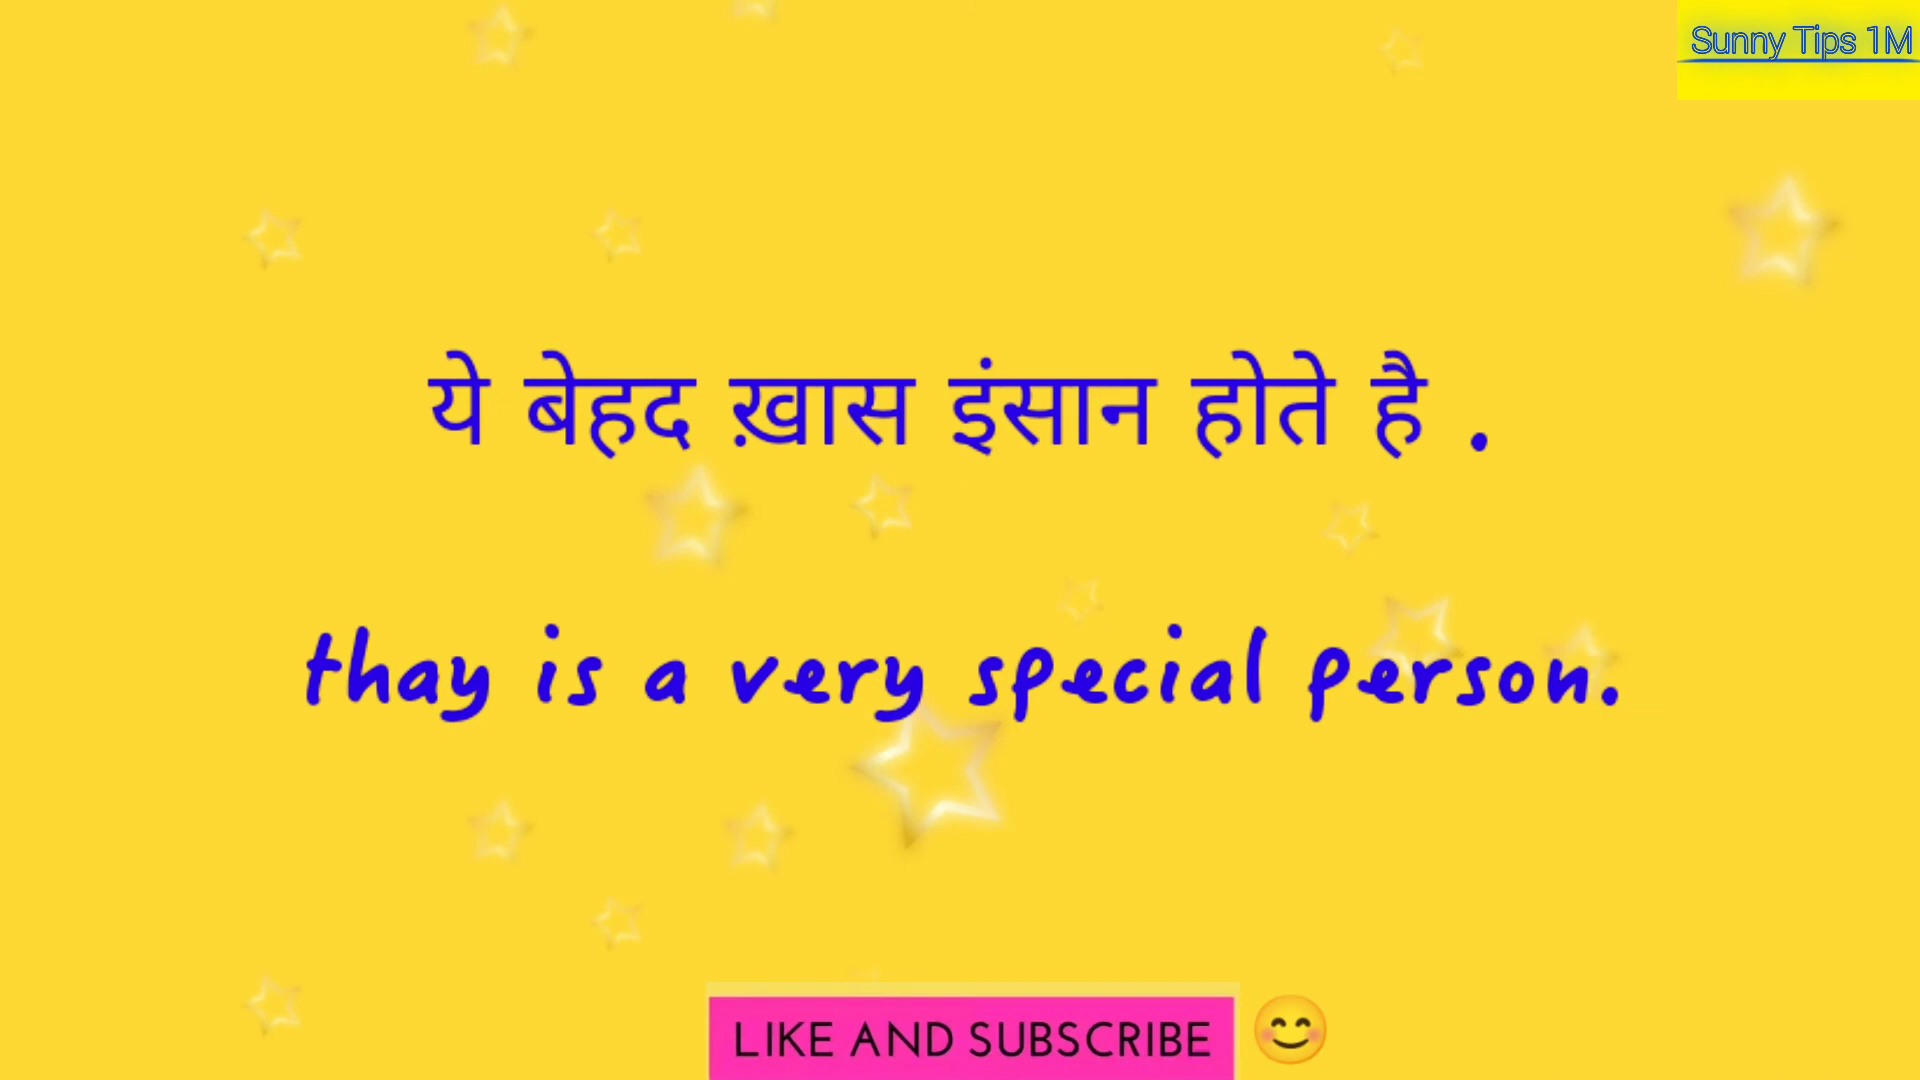 Sunny Tips 1M
ये बेहद ख़ास इंसान होते है .
thay is a very special person.
LIKE AND SUBSCRIBE